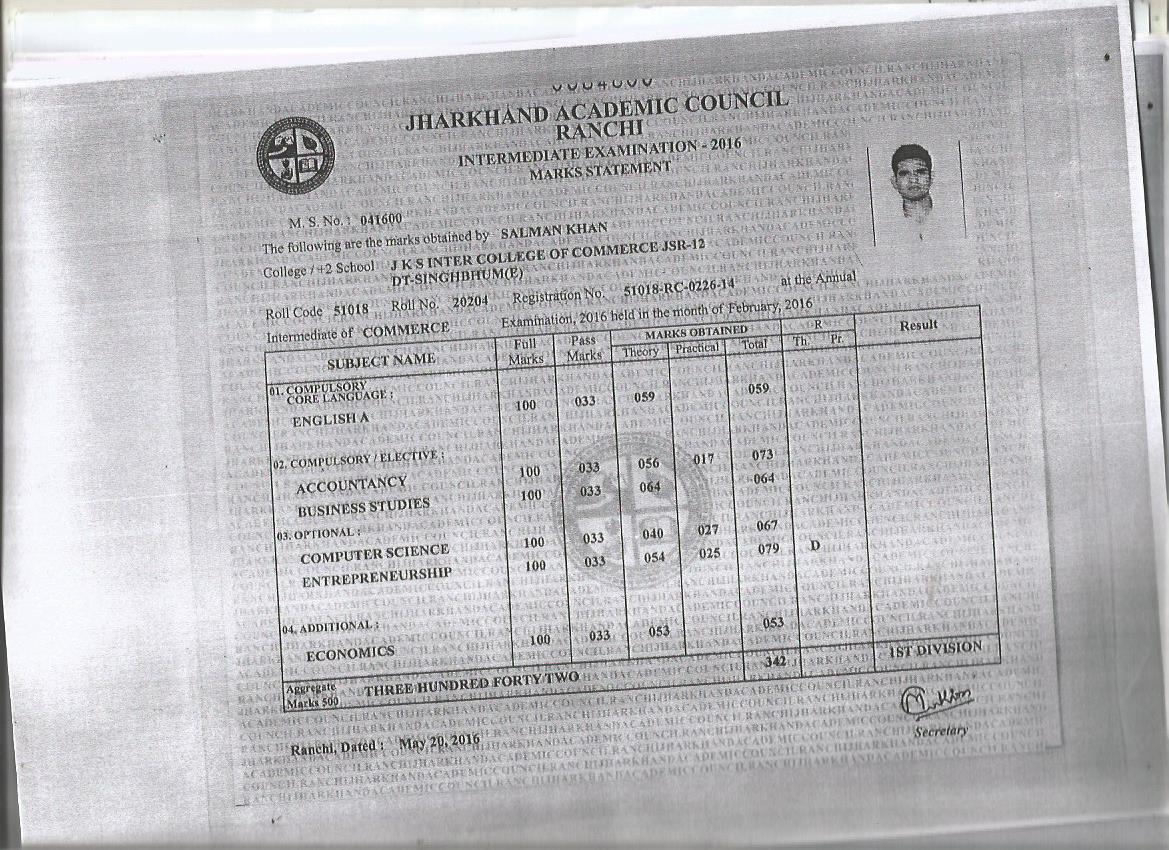 JHARKHAND ACADEMIC COUNCIL
RANCHI
INTERMEDIATE EXAMINATION - 2016
MARKS STATEMENT
M. S. No. : 041600
The following are the marks obtained by SALMAN KHAN
College / +2 School J K S INTER COLLEGE OF COMMERCE JSR-12
DT-SINGHBHUM(E)
Roll Code 51018 Roll No. 20204 Registration No. 51018-RC-0226-14 at the Annual
Intermediate of COMMERCE Examination, 2016 held in the month of February, 2016
SUBJECT NAME Full Marks Pass Marks MARKS OBTAINED R Result
Theory Practical Total Th. Pr.
01. COMPULSORY
CORE LANGUAGE :
ENGLISH A 100 033 059 059
02. COMPULSORY / ELECTIVE :
ACCOUNTANCY 100 033 056 017 073
BUSINESS STUDIES 100 033 064 064
03. OPTIONAL :
COMPUTER SCIENCE 100 033 040 027 067
ENTREPRENEURSHIP 100 033 054 025 079 D
04. ADDITIONAL :
ECONOMICS 100 033 053 053
Aggregate Marks 500 THREE HUNDRED FORTY TWO 342 1ST DIVISION
Ranchi, Dated : May 20, 2016
Secretary